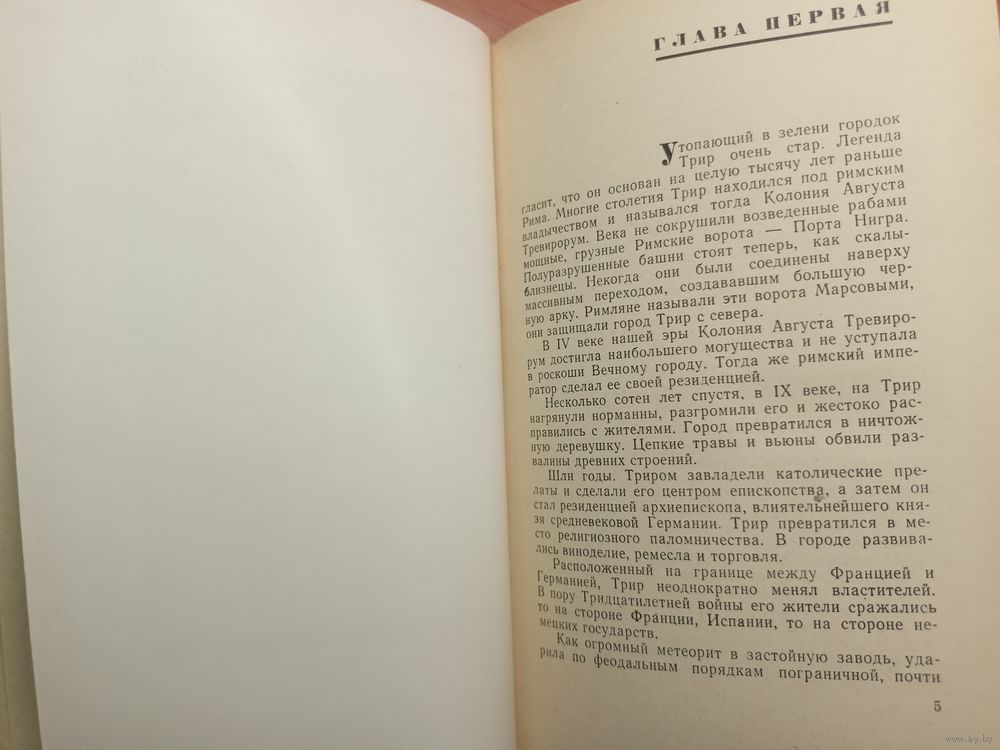 ГЛАВА ПЕРВАЯ
Утопающий в зелени городок
Трир очень стар. Легенда
гласит, что он основан на целую тысячу лет раньше
Рима. Многие столетия Трир находился под римским
владычеством и назывался тогда Колония Августа
Тревирорум. Века не сокрушили возведенные рабами
мощные, грузные Римские ворота — Порта Нигра.
Полуразрушенные башни стоят теперь, как скалы-
близнецы. Некогда они были соединены наверху
массивным переходом, создававшим большую чер-
ную арку. Римляне называли эти ворота Марсовыми,
они защищали город Трир с севера.
В IV веке нашей эры Колония Августа Тревиро-
рум достигла наибольшего могущества и не уступала
в роскоши Вечному городу. Тогда же римский импе-
ратор сделал ее своей резиденцией.
Несколько сотен лет спустя, в IX веке, на Трир
нагрянули норманны, разгромили его и жестоко рас-
правились с жителями. Город превратился в ничтож-
ную деревушку. Цепкие травы и вьюны обвили раз-
валины древних строений.
Шли годы. Триром завладели католические пре-
латы и сделали его центром епископства, а затем он
стал резиденцией архиепископа, влиятельнейшего кня-
зя средневековой Германии. Трир превратился в ме-
сто религиозного паломничества. В городе развива-
лись виноделие, ремесла и торговля.
Расположенный на границе между Францией и
Германией, Трир неоднократно менял властителей.
В пору Тридцатилетней войны его жители сражались
то на стороне Франции, Испании, то на стороне не-
мецких государств.
Как огромный метеорит в застойную заводь, уда-
рила по феодальным порядкам пограничной, почти
5
www.ay.by